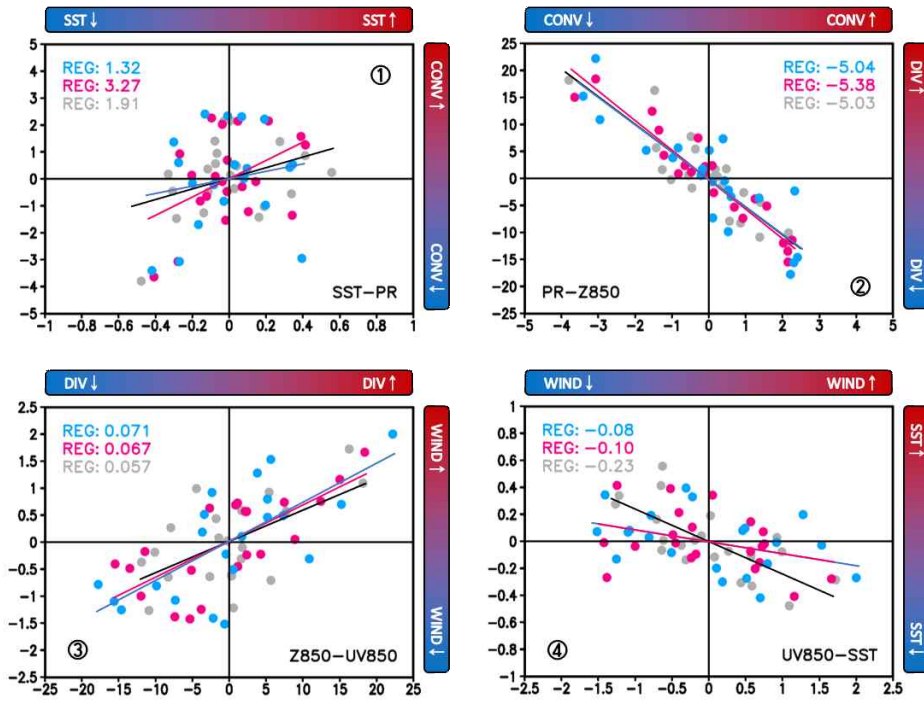 SST↓ SST↑
5
4
3
2
1
0
-1
-2
-3
-4
-5
REG: 1.32
REG: 3.27
REG: 1.91
①
SST-PR
-1 -0.8 -0.6 -0.4 -0.2 0 0.2 0.4 0.6 0.8 1
CONV↑
CONV↓
CONV↓ CONV↑
25
20
15
10
5
0
-5
-10
-15
-20
-25
REG: -5.04
REG: -5.38
REG: -5.03
PR-Z850
②
-5 -4 -3 -2 -1 0 1 2 3 4 5
DIV↑
DIV↓
DIV↓ DIV↑
2.5
2
1.5
1
0.5
0
-0.5
-1
-1.5
-2
-2.5
REG: 0.071
REG: 0.067
REG: 0.057
③
Z850-UV850
-25 -20 -15 -10 -5 0 5 10 15 20 25
WIND↑
WIND↓
WIND↓ WIND↑
1
0.8
0.6
0.4
0.2
0
-0.2
-0.4
-0.6
-0.8
-1
REG: -0.08
REG: -0.10
REG: -0.23
④
UV850-SST
-2.5 -2 -1.5 -1 -0.5 0 0.5 1 1.5 2 2.5
SST↑
SST↓